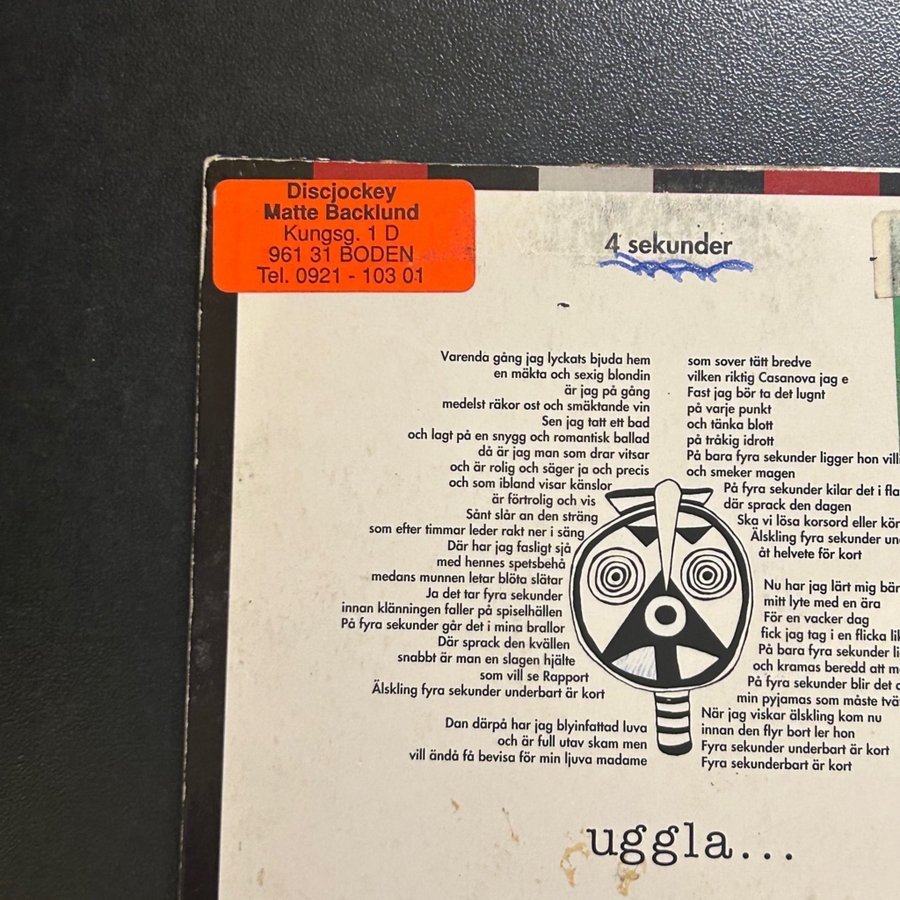 Discjockey
Matte Backlund
Kungsg. 1 D
961 31 BODEN
Tel. 0921 - 103 01
4 sekunder
Varenda gång jag lyckats bjuda hem
en mäkta och sexig blondin
är jag på gång
medelst räkor ost och smäktande vin
Sen jag tatt ett bad
och lagt på en snygg och romantisk ballad
då är jag man som drar vitsar
och är rolig och säger ja och precis
och som ibland visar känslor
är förtrolig och vis
Sånt slår an den sträng
som efter timmar leder rakt ner i säng
Där har jag fasligt sjå
med hennes spetsbehå
medans munnen letar blöta slätar
Ja det tar fyra sekunder
innan klänningen faller på spiselhällen
På fyra sekunder går det i mina brallor
Där sprack den kvällen
snabbt är man en slagen hjälte
som vill se Rapport
Älskling fyra sekunder underbart är kort
Dan därpå har jag blyinfattad luva
och är full utav skam men
vill ändå få bevisa för min ljuva madame
som sover tätt bredve
vilken riktig Casanova jag e
Fast jag bör ta det lugnt
på varje punkt
och tänka blott
på tråkig idrott
På bara fyra sekunder ligger hon
och smeker magen
På fyra sekunder kilar det i
där sprack den dagen
Ska vi lösa korsord eller
Älskling fyra sekunder
åt helvete för kort
Nu har jag lärt mig
mitt lyte med en ära
För en vacker dag
fick jag tag i en flicka
På bara fyra sekunder
och kramas beredd att
På fyra sekunder blir det
min pyjamas som måste
När jag viskar älskling kom nu
innan den flyr bort ler hon
Fyra sekunder underbart är kort
Fyra sekunderbart är kort
uggla...